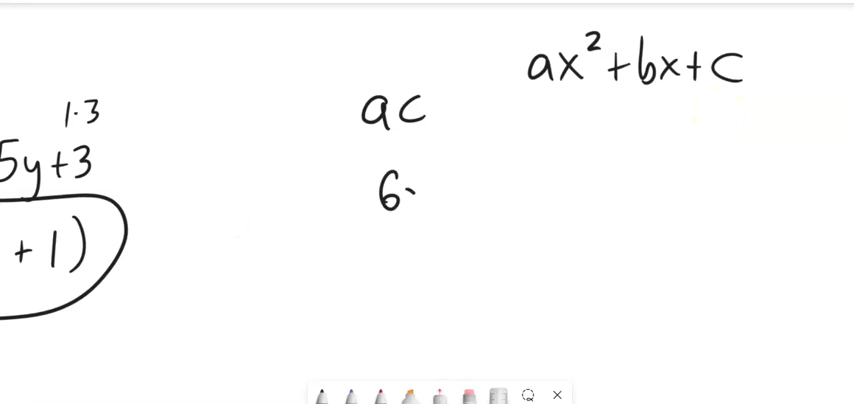 ax²+bx+c
1·3
ac
5y+3
6·
+ 1)